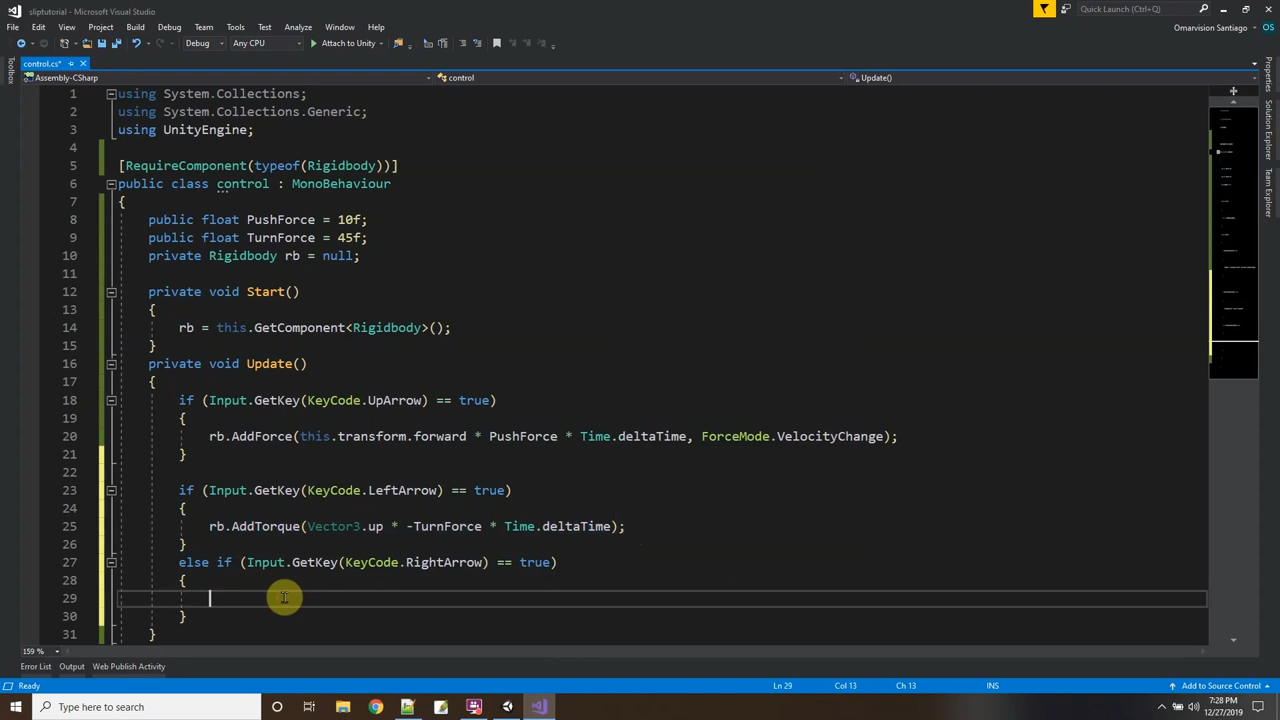 sliptutorial - Microsoft Visual Studio
Quick Launch (Ctrl+Q)
File Edit View Project Build Debug Team Tools Test Analyze Window Help
Omarvision Santiago OS
Debug Any CPU Attach to Unity
control.cs*
Assembly-CSharp control Update()
Toolbox
Properties
Solution Explorer
Team Explorer
1 using System.Collections;
2 using System.Collections.Generic;
3 using UnityEngine;
4
5 [RequireComponent(typeof(Rigidbody))]
6 public class control : MonoBehaviour
7 {
8 public float PushForce = 10f;
9 public float TurnForce = 45f;
10 private Rigidbody rb = null;
11
12 private void Start()
13 {
14 rb = this.GetComponent<Rigidbody>();
15 }
16 private void Update()
17 {
18 if (Input.GetKey(KeyCode.UpArrow) == true)
19 {
20 rb.AddForce(this.transform.forward * PushForce * Time.deltaTime, ForceMode.VelocityChange);
21 }
22
23 if (Input.GetKey(KeyCode.LeftArrow) == true)
24 {
25 rb.AddTorque(Vector3.up * -TurnForce * Time.deltaTime);
26 }
27 else if (Input.GetKey(KeyCode.RightArrow) == true)
28 {
29
30 }
31 }
159 %
Error List Output Web Publish Activity
Ready Ln 29 Col 13 Ch 13 INS Add to Source Control
Type here to search
7:28 PM
12/27/2019